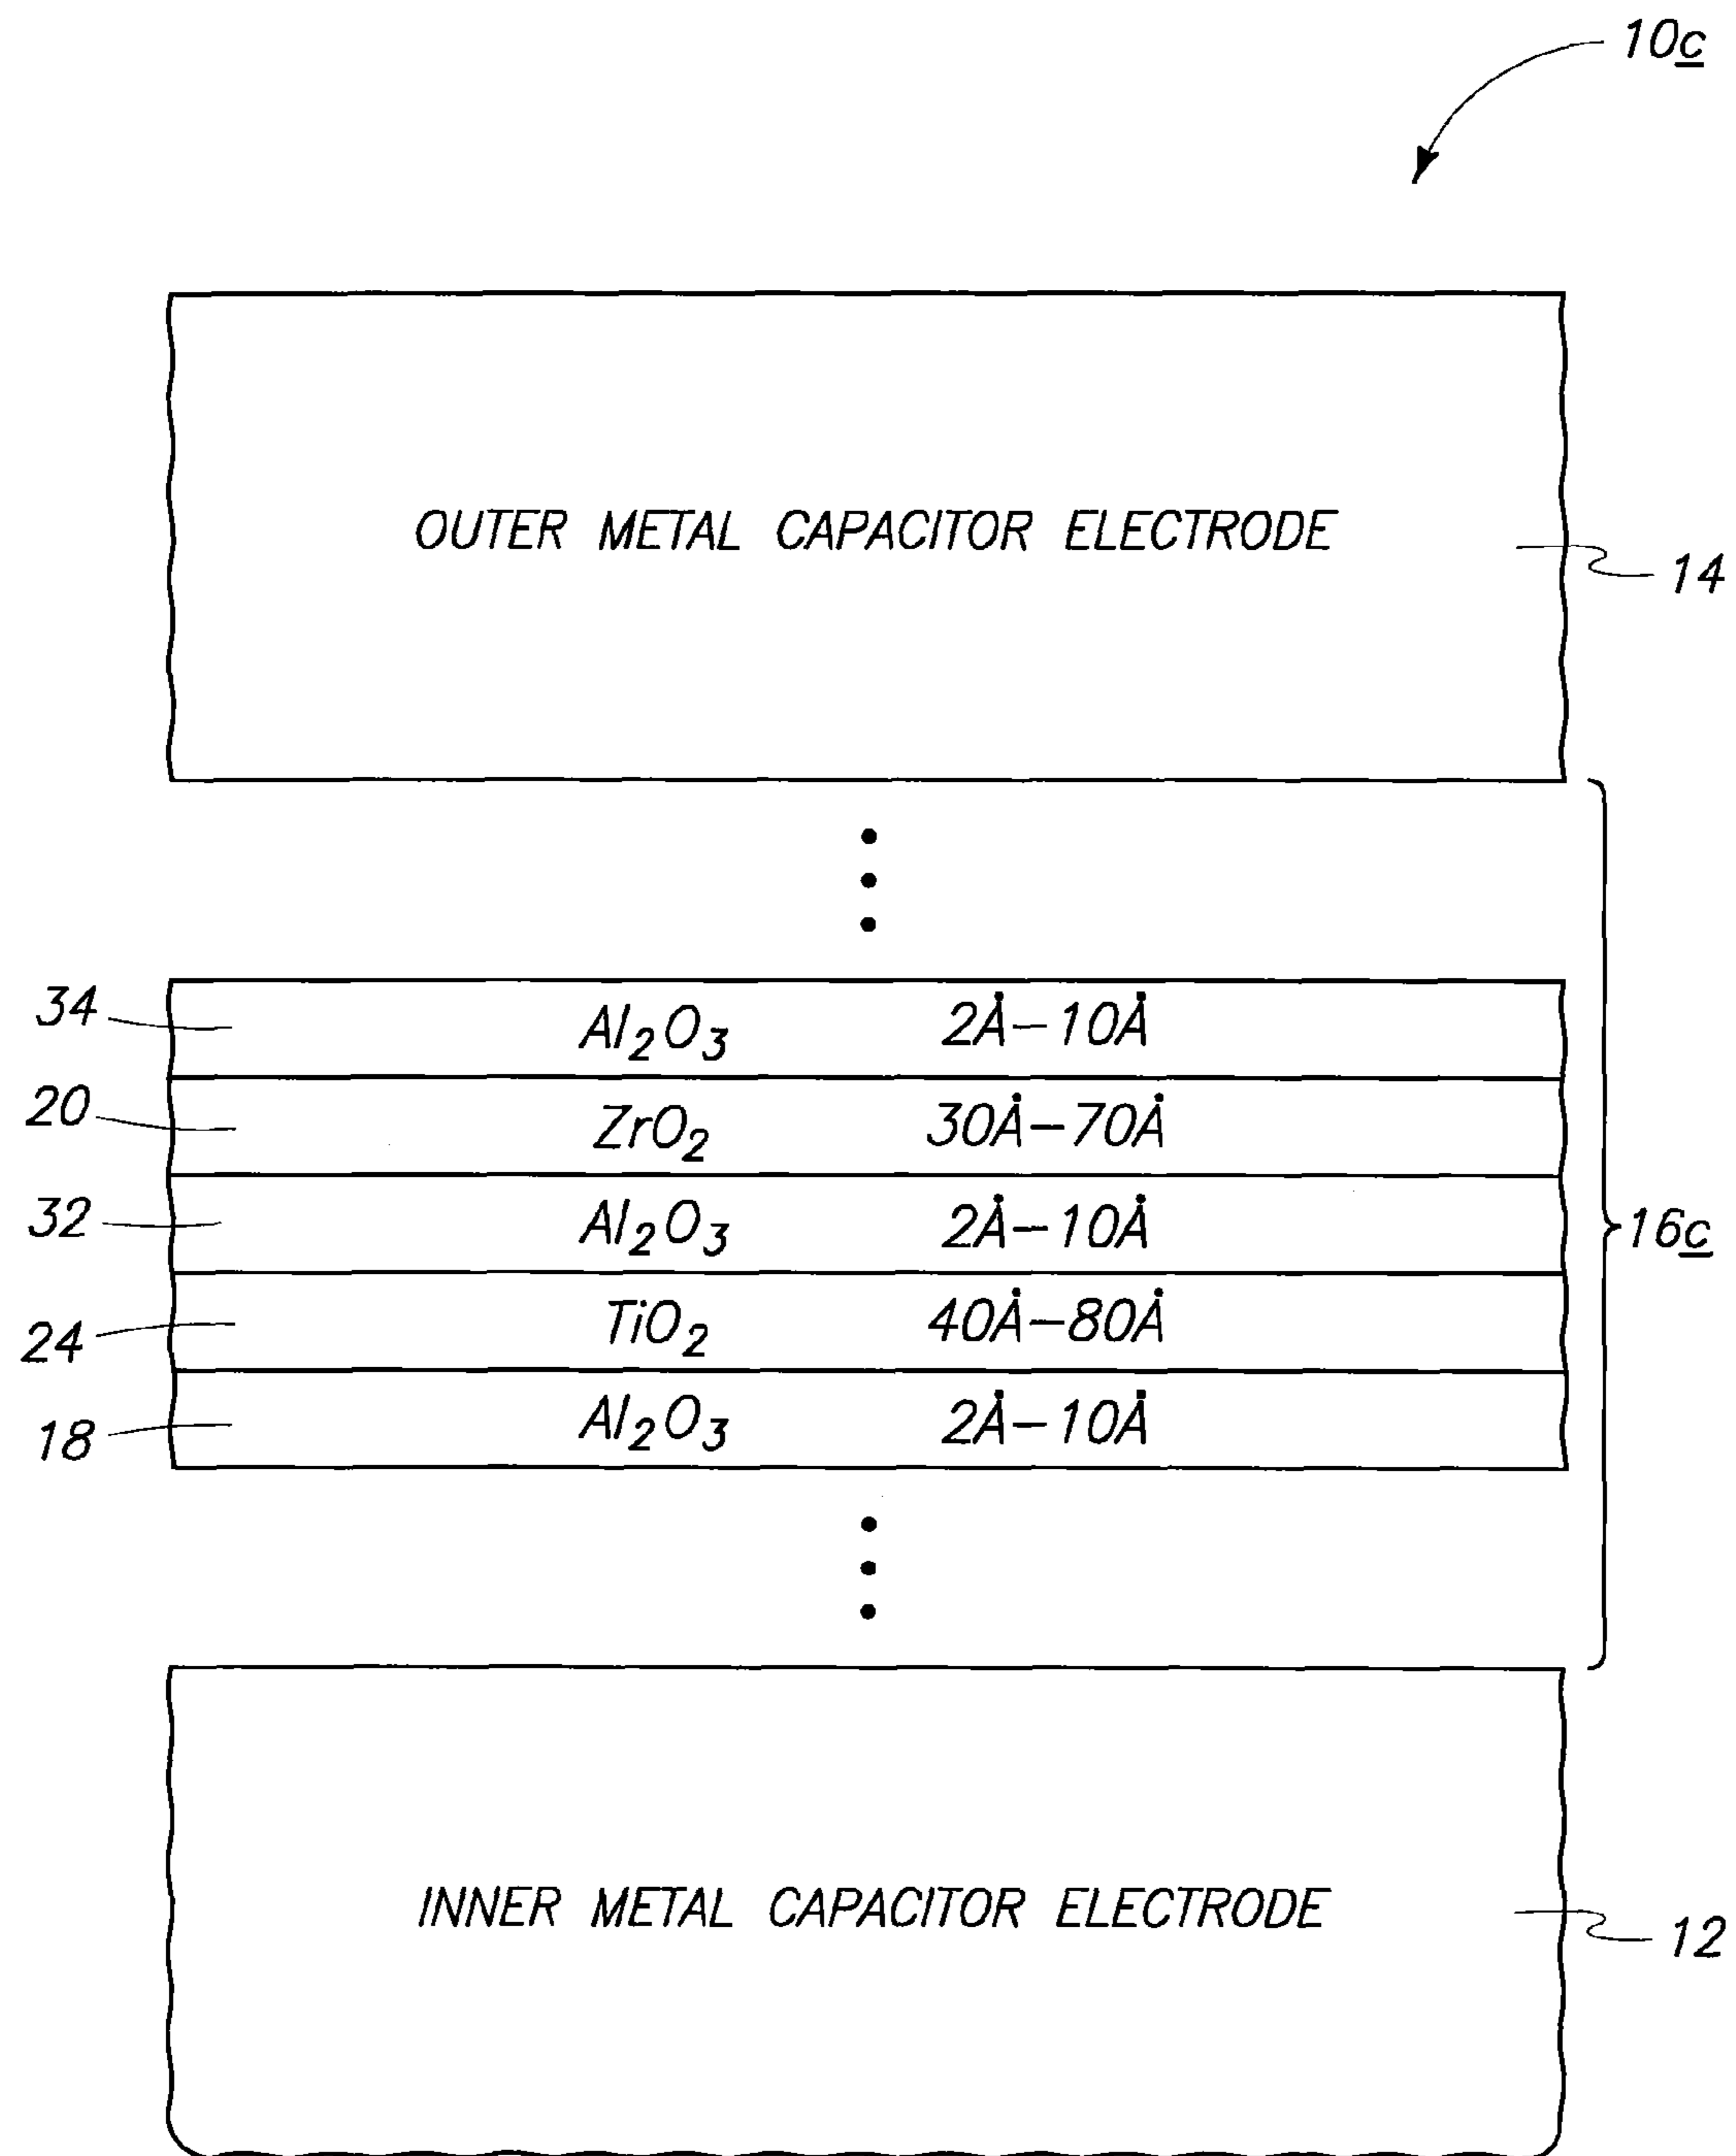 10c
OUTER METAL CAPACITOR ELECTRODE
14
34 Al₂O₃ 2Å–10Å
20 ZrO₂ 30Å–70Å
32 Al₂O₃ 2Å–10Å
16c
24 TiO₂ 40Å–80Å
18 Al₂O₃ 2Å–10Å
INNER METAL CAPACITOR ELECTRODE
12